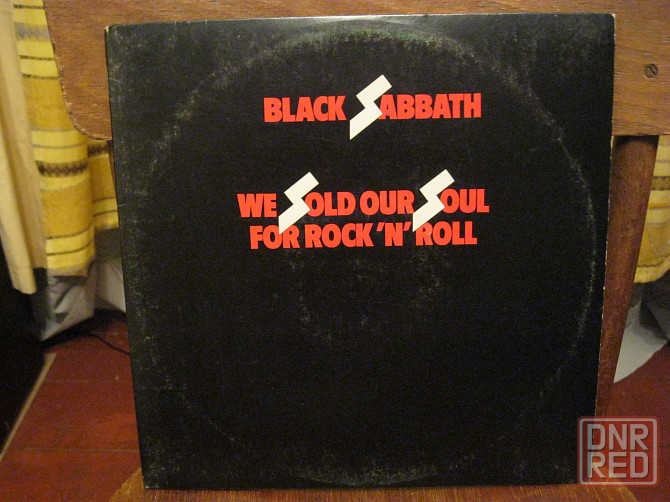 BLACK SABBATH
WE SOLD OUR SOUL
FOR ROCK 'N' ROLL
DNR
RED